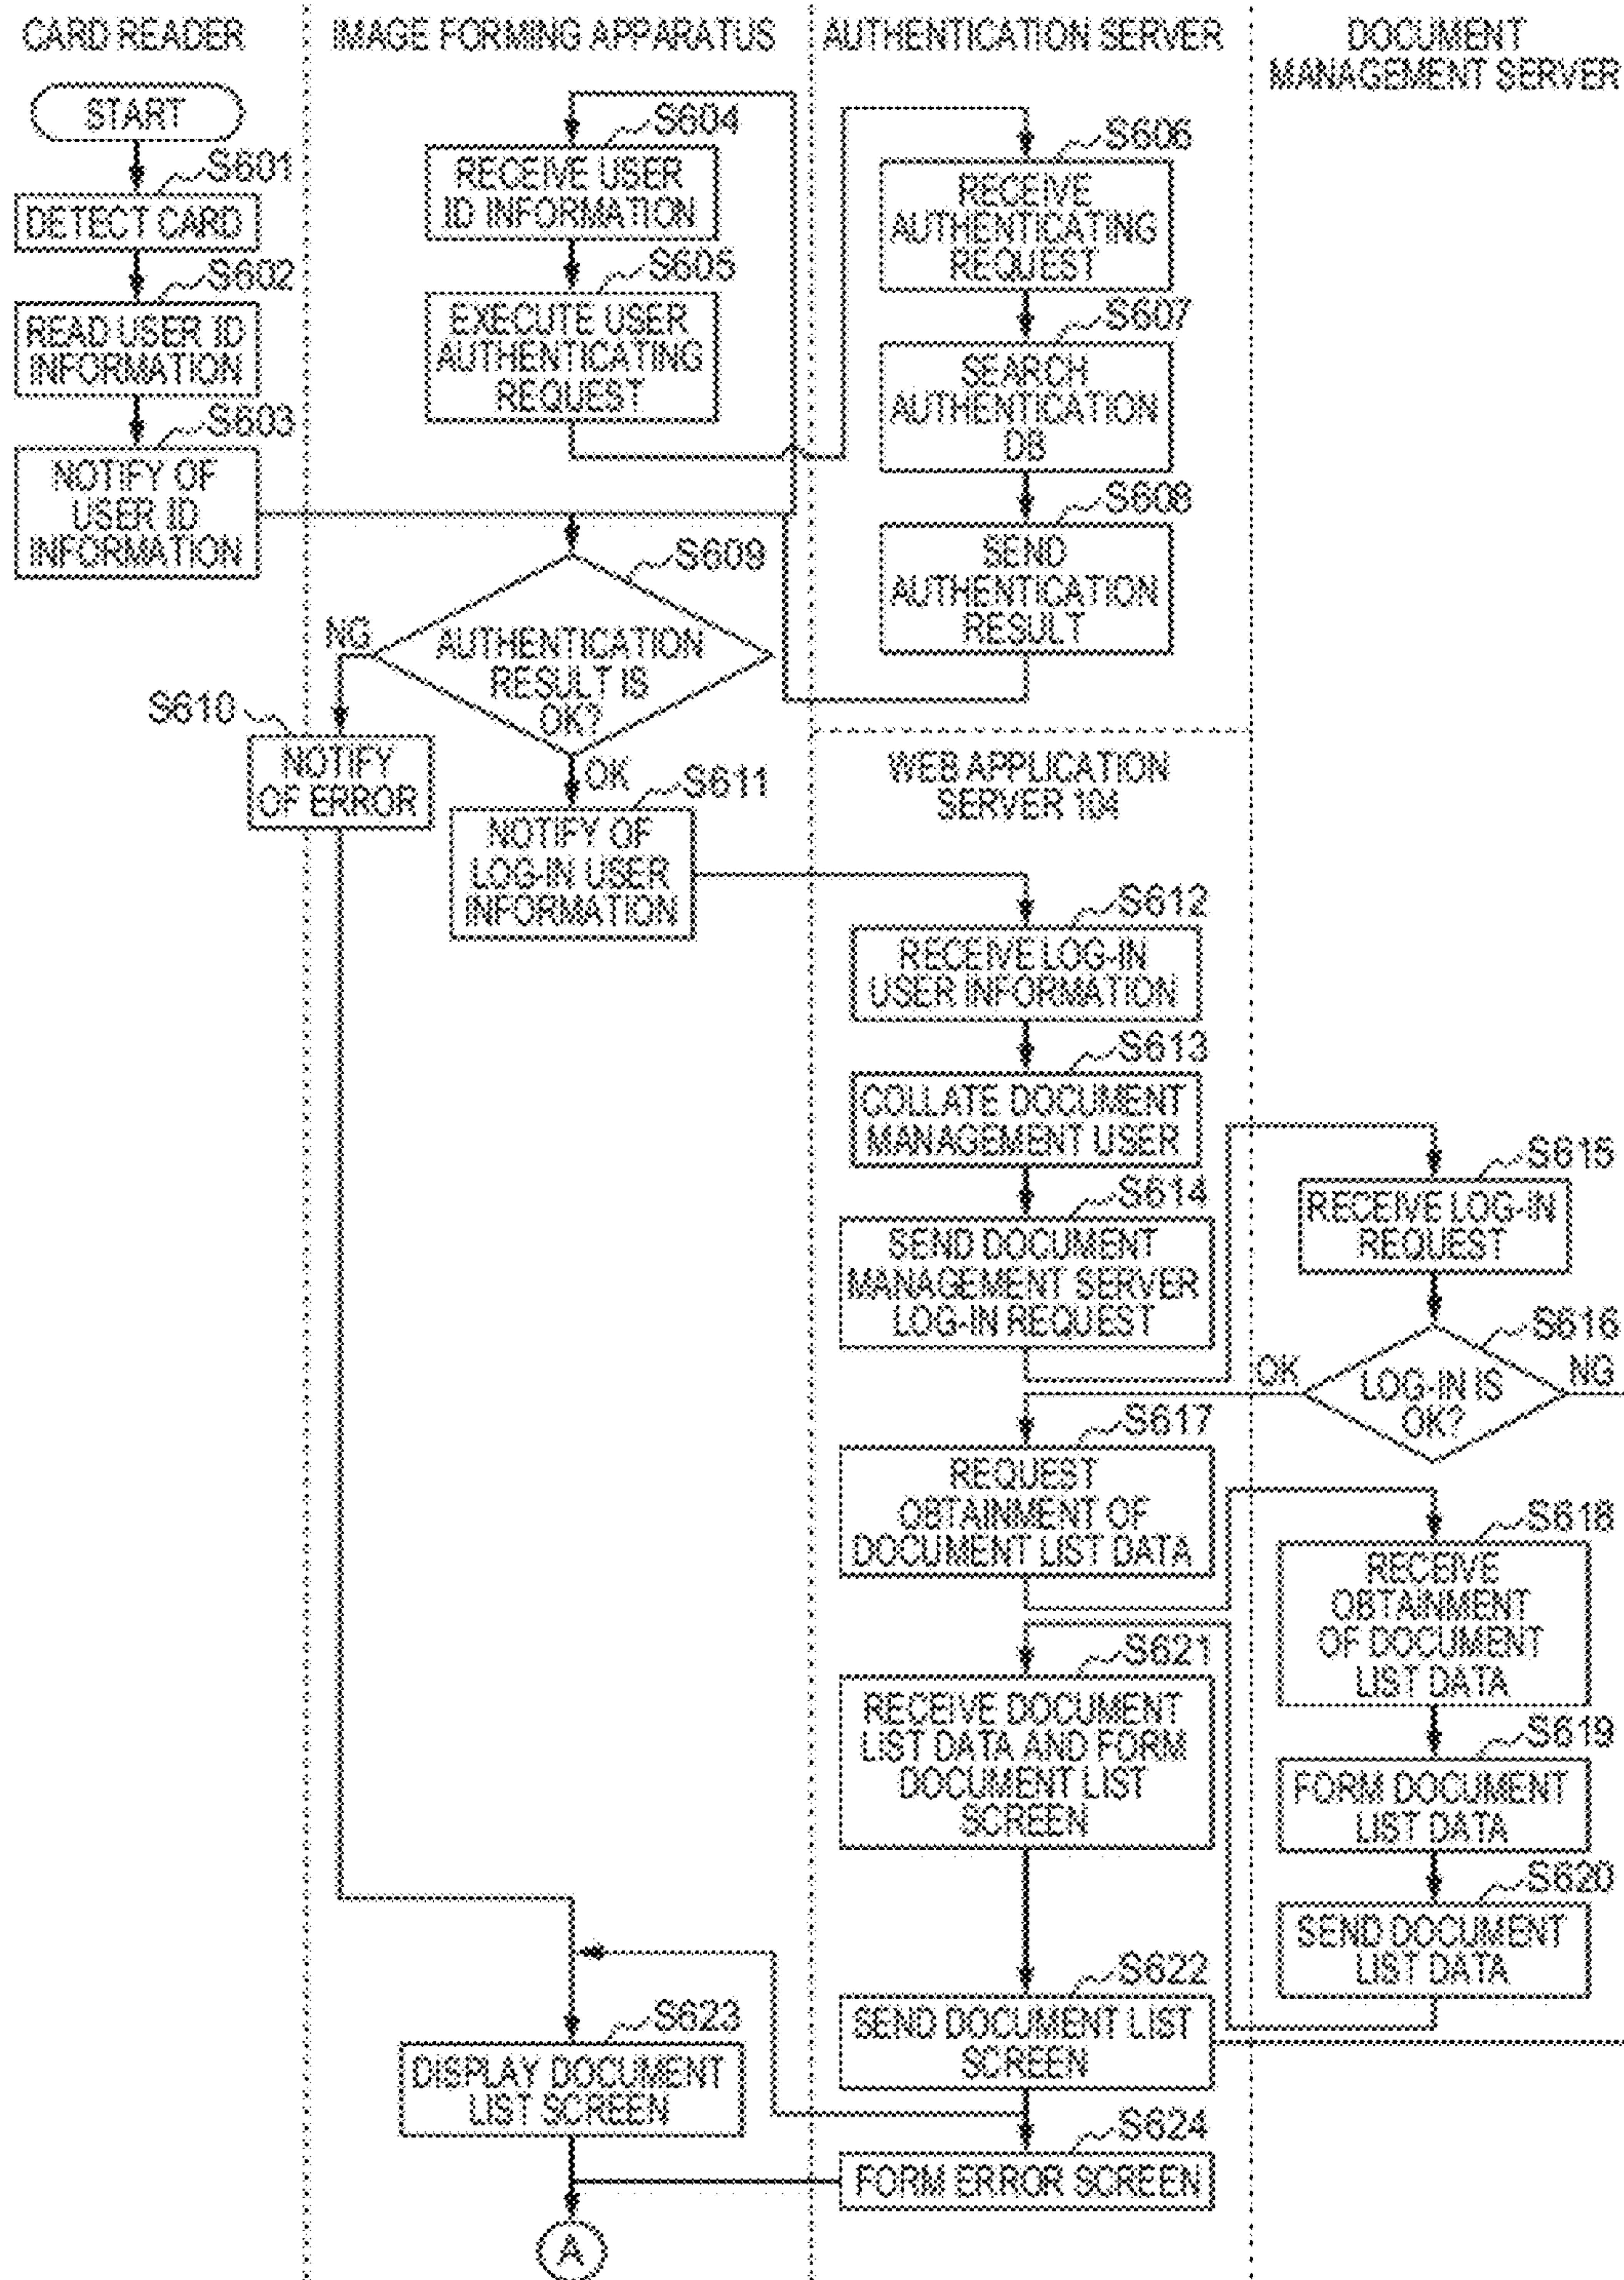 CARD READER
START
S601
DETECT CARD
S602
READ USER ID
INFORMATION
S603
NOTIFY OF
USER ID
INFORMATION
IMAGE FORMING APPARATUS
S604
RECEIVE USER
ID INFORMATION
S605
EXECUTE USER
AUTHENTICATING
REQUEST
AUTHENTICATION SERVER
S606
RECEIVE
AUTHENTICATING
REQUEST
S607
SEARCH
AUTHENTICATION
DB
S608
SEND
AUTHENTICATION
RESULT
S609
AUTHENTICATION
RESULT IS
OK?
NG
S610
NOTIFY
OF ERROR
OK
S611
NOTIFY OF
LOG-IN USER
INFORMATION
WEB APPLICATION
SERVER 104
S612
RECEIVE LOG-IN
USER INFORMATION
S613
COLLATE DOCUMENT
MANAGEMENT USER
S614
SEND DOCUMENT
MANAGEMENT SERVER
LOG-IN REQUEST
DOCUMENT
MANAGEMENT SERVER
S615
RECEIVE LOG-IN
REQUEST
S616
LOG-IN IS
OK?
OK
NG
S617
REQUEST
OBTAINMENT OF
DOCUMENT LIST DATA
S618
RECEIVE
OBTAINMENT
OF DOCUMENT
LIST DATA
S619
FORM DOCUMENT
LIST DATA
S620
SEND DOCUMENT
LIST DATA
S621
RECEIVE DOCUMENT
LIST DATA AND FORM
DOCUMENT LIST
SCREEN
S622
SEND DOCUMENT LIST
SCREEN
S623
DISPLAY DOCUMENT
LIST SCREEN
S624
FORM ERROR SCREEN
A